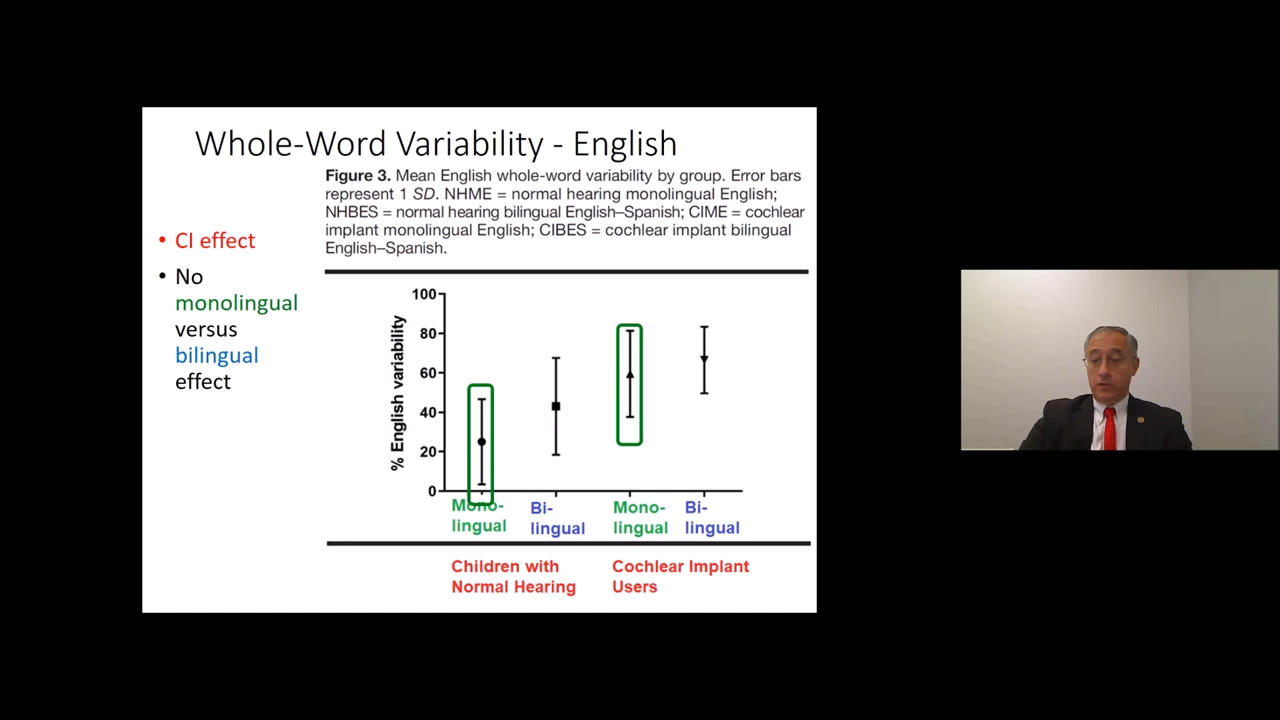 Whole-Word Variability - English
Figure 3. Mean English whole-word variability by group. Error bars
represent 1 SD. NHME = normal hearing monolingual English;
NHBES = normal hearing bilingual English–Spanish; CIME = cochlear
implant monolingual English; CIBES = cochlear implant bilingual
English–Spanish.
• CI effect
• No
monolingual
versus
bilingual
effect
% English variability
100
80
60
40
20
0
Mono-
lingual
Bi-
lingual
Mono-
lingual
Bi-
lingual
Children with
Normal Hearing
Cochlear Implant
Users